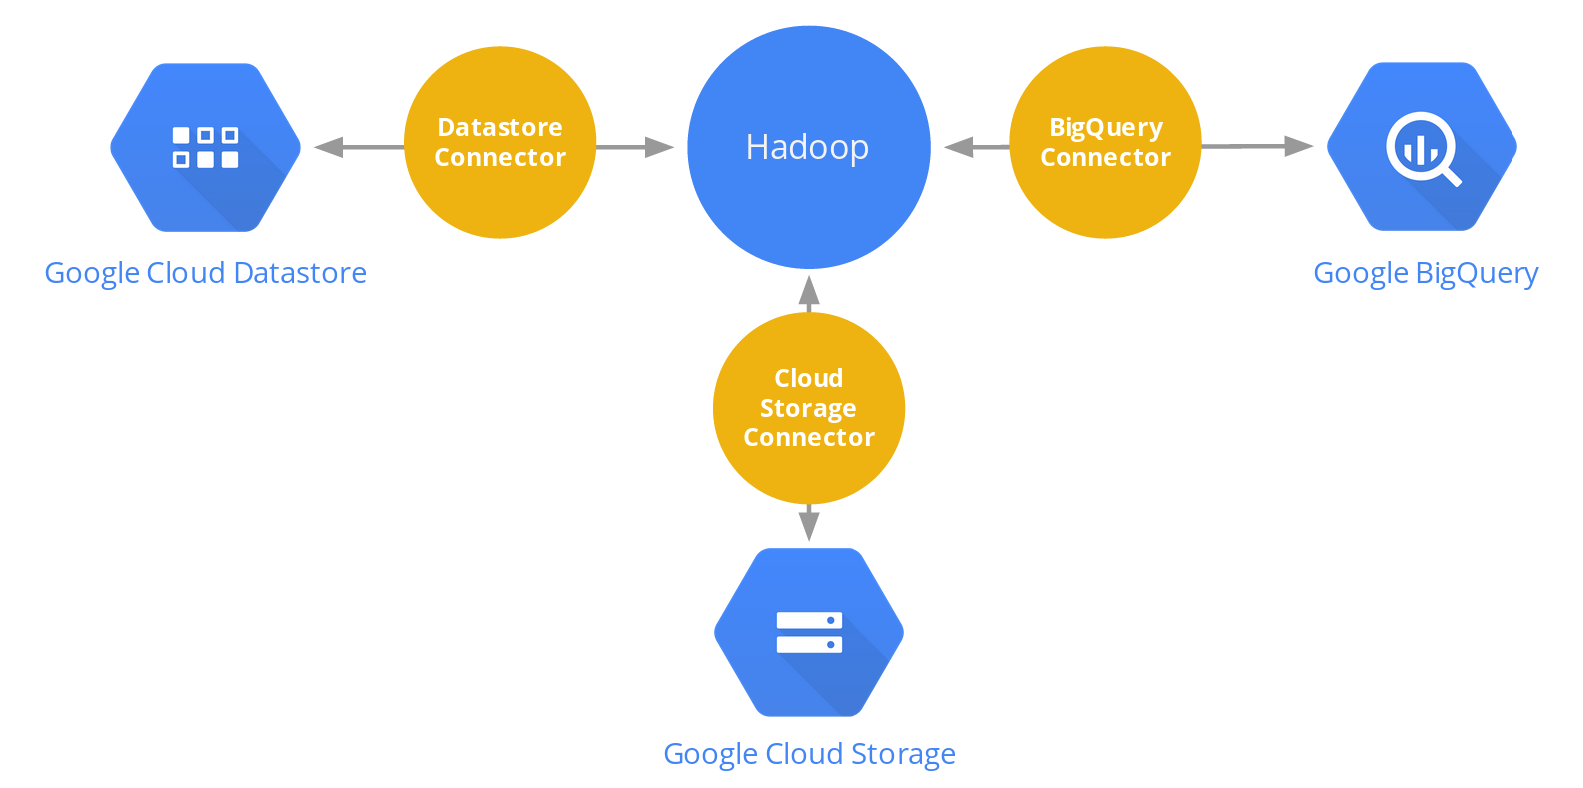 Datastore
Connector
Hadoop
BigQuery
Connector
Google Cloud Datastore
Google BigQuery
Cloud
Storage
Connector
Google Cloud Storage